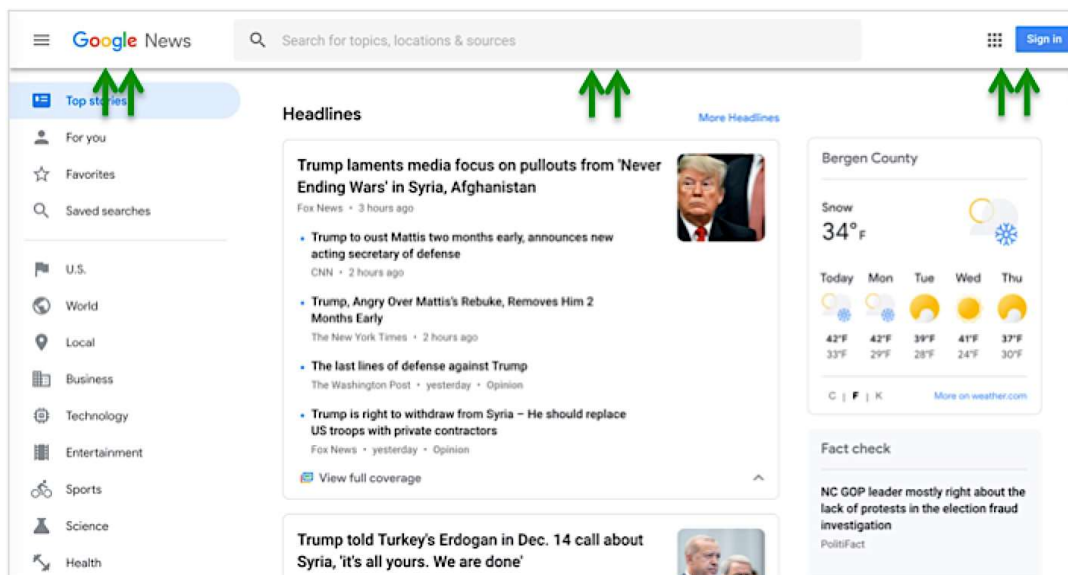 Google News
Search for topics, locations & sources
Sign in
Top stories
For you
Favorites
Saved searches
U.S.
World
Local
Business
Technology
Entertainment
Sports
Science
Health
Headlines
More Headlines
Trump laments media focus on pullouts from 'Never
Ending Wars' in Syria, Afghanistan
Fox News • 3 hours ago
• Trump to oust Mattis two months early, announces new
acting secretary of defense
CNN • 2 hours ago
• Trump, Angry Over Mattis's Rebuke, Removes Him 2
Months Early
The New York Times • 2 hours ago
• The last lines of defense against Trump
The Washington Post • yesterday • Opinion
• Trump is right to withdraw from Syria – He should replace
US troops with private contractors
Fox News • yesterday • Opinion
View full coverage
Trump told Turkey's Erdogan in Dec. 14 call about
Syria, 'it's all yours. We are done'
Bergen County
Snow
34° F
Today Mon Tue Wed Thu
42°F 42°F 39°F 41°F 37°F
33°F 29°F 28°F 24°F 30°F
C | F | K More on weather.com
Fact check
NC GOP leader mostly right about the
lack of protests in the election fraud
investigation
PolitiFact